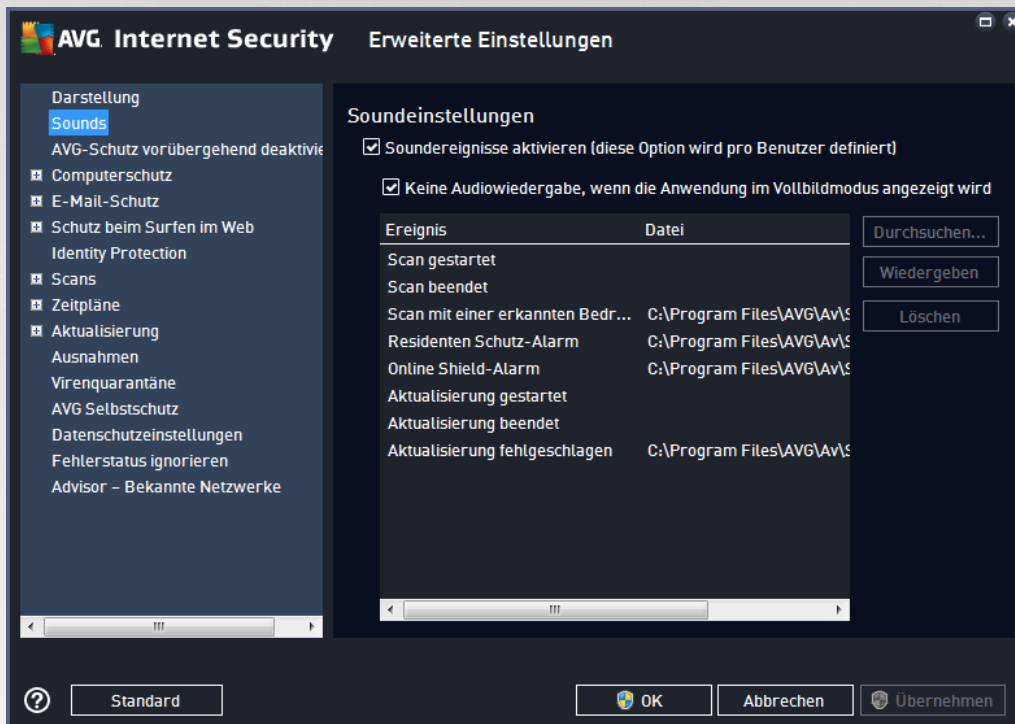 AVG. Internet Security Erweiterte Einstellungen
Darstellung
Sounds
AVG-Schutz vorübergehend deaktivie
Computerschutz
E-Mail-Schutz
Schutz beim Surfen im Web
Identity Protection
Scans
Zeitpläne
Aktualisierung
Ausnahmen
Virenquarantäne
AVG Selbstschutz
Datenschutzeinstellungen
Fehlerstatus ignorieren
Advisor – Bekannte Netzwerke
Soundeinstellungen
Soundereignisse aktivieren (diese Option wird pro Benutzer definiert)
Keine Audiowiedergabe, wenn die Anwendung im Vollbildmodus angezeigt wird
Ereignis Datei
Scan gestartet
Scan beendet
Scan mit einer erkannten Bedr... C:\Program Files\AVG\Av\S
Residenten Schutz-Alarm C:\Program Files\AVG\Av\S
Online Shield-Alarm C:\Program Files\AVG\Av\S
Aktualisierung gestartet
Aktualisierung beendet
Aktualisierung fehlgeschlagen C:\Program Files\AVG\Av\S
Durchsuchen...
Wiedergeben
Löschen
? Standard OK Abbrechen Übernehmen